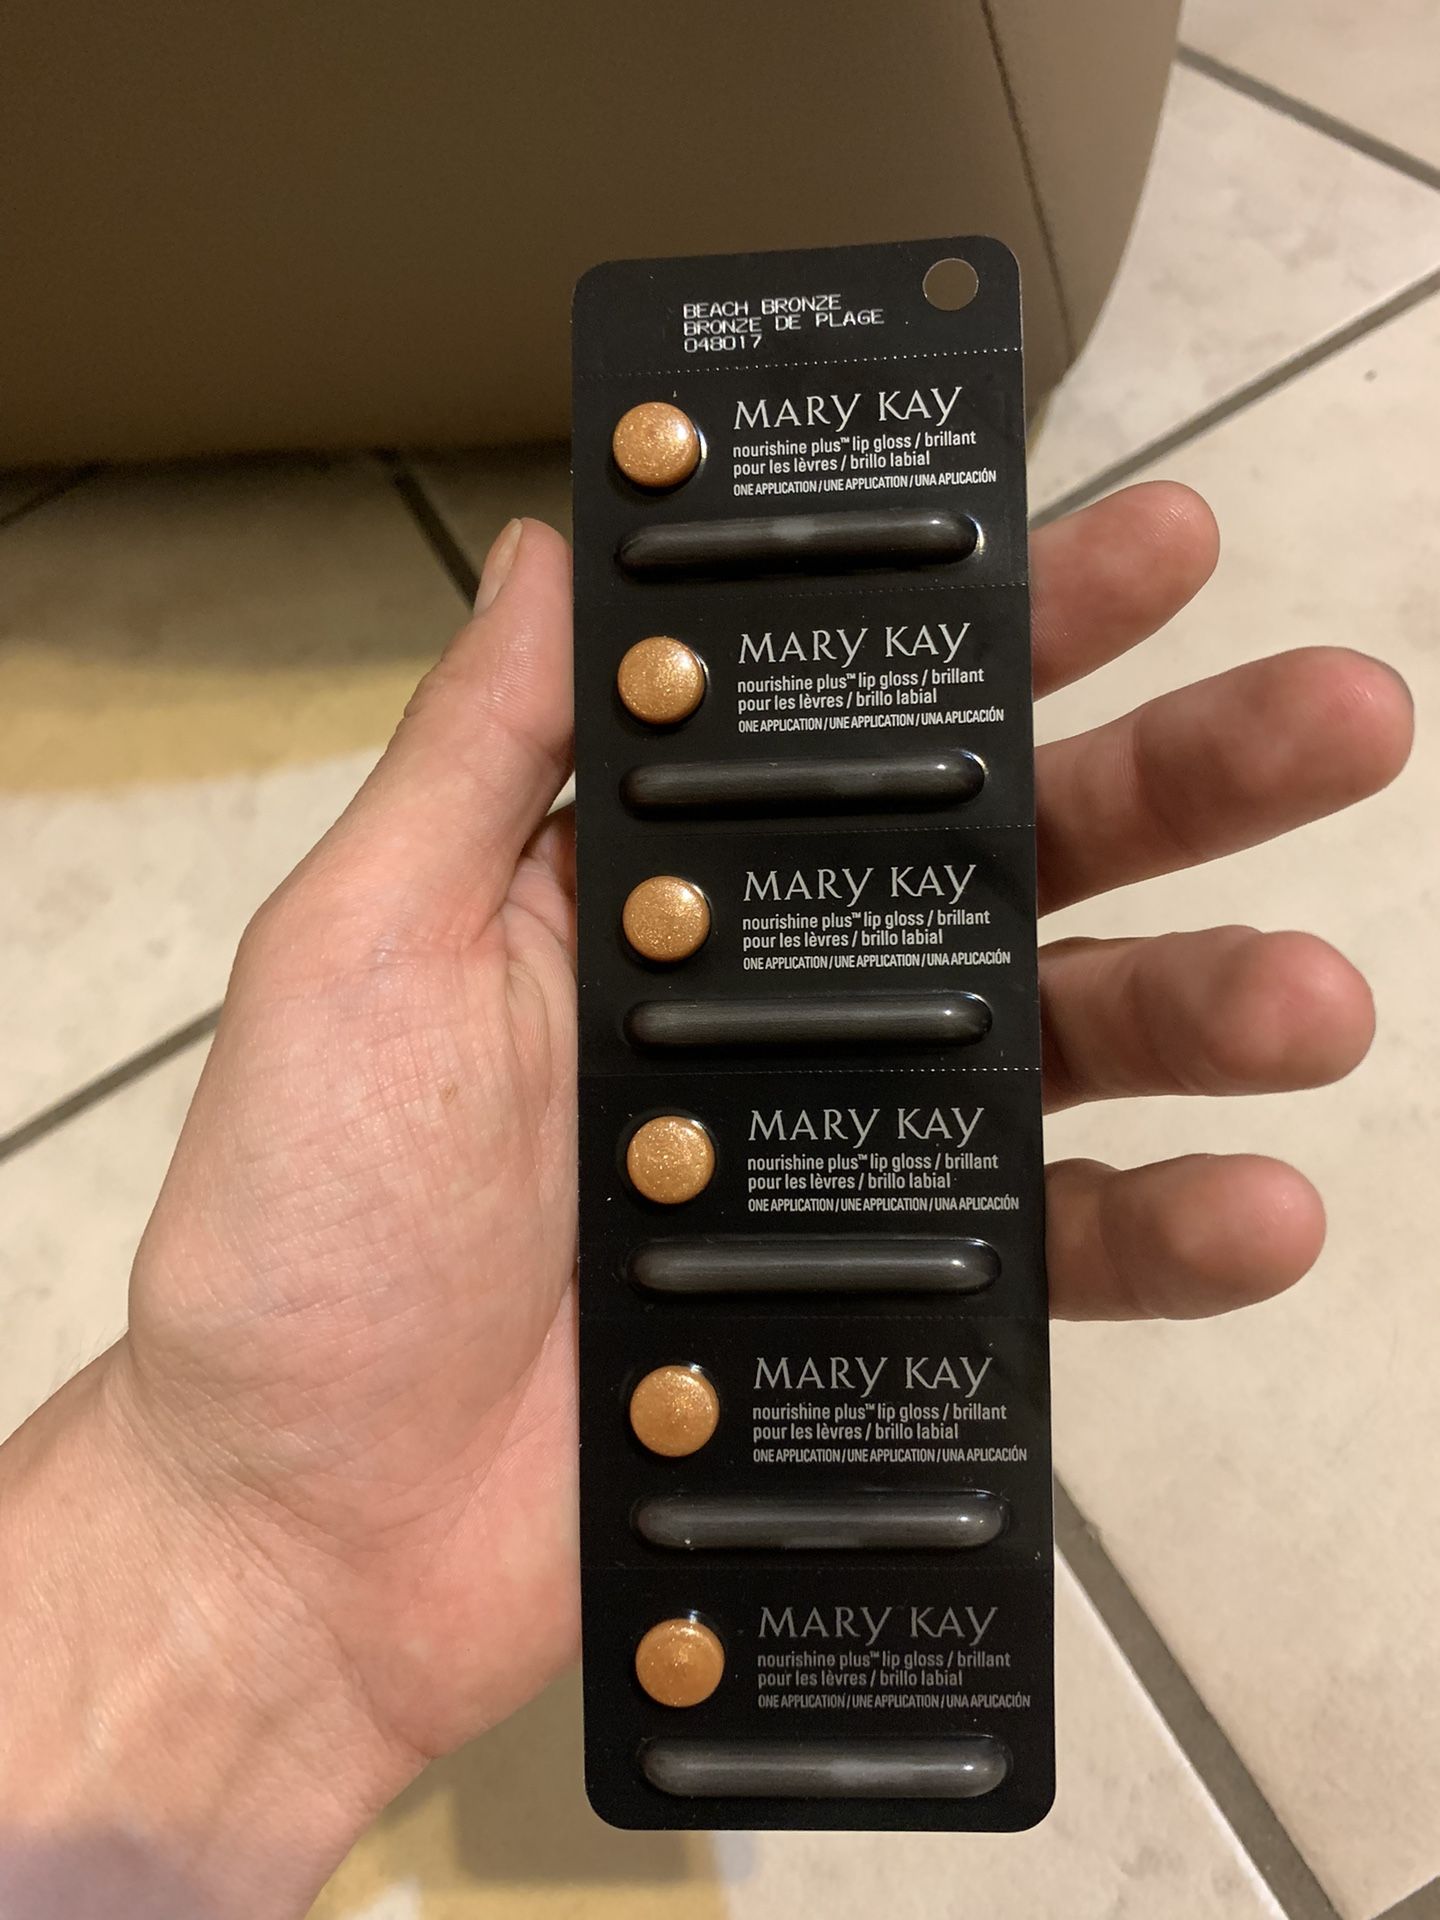 BEACH BRONZE
BRONZE DE PLAGE
048017
MARY KAY
nourishine plus™ lip gloss / brillant
pour les lèvres / brillo labial
ONE APPLICATION / UNE APPLICATION / UNA APLICACIÓN
MARY KAY
nourishine plus™ lip gloss / brillant
pour les lèvres / brillo labial
ONE APPLICATION / UNE APPLICATION / UNA APLICACIÓN
MARY KAY
nourishine plus™ lip gloss / brillant
pour les lèvres / brillo labial
ONE APPLICATION / UNE APPLICATION / UNA APLICACIÓN
MARY KAY
nourishine plus™ lip gloss / brillant
pour les lèvres / brillo labial
ONE APPLICATION / UNE APPLICATION / UNA APLICACIÓN
MARY KAY
nourishine plus™ lip gloss / brillant
pour les lèvres / brillo labial
ONE APPLICATION / UNE APPLICATION / UNA APLICACIÓN
MARY KAY
nourishine plus™ lip gloss / brillant
pour les lèvres / brillo labial
ONE APPLICATION / UNE APPLICATION / UNA APLICACIÓN